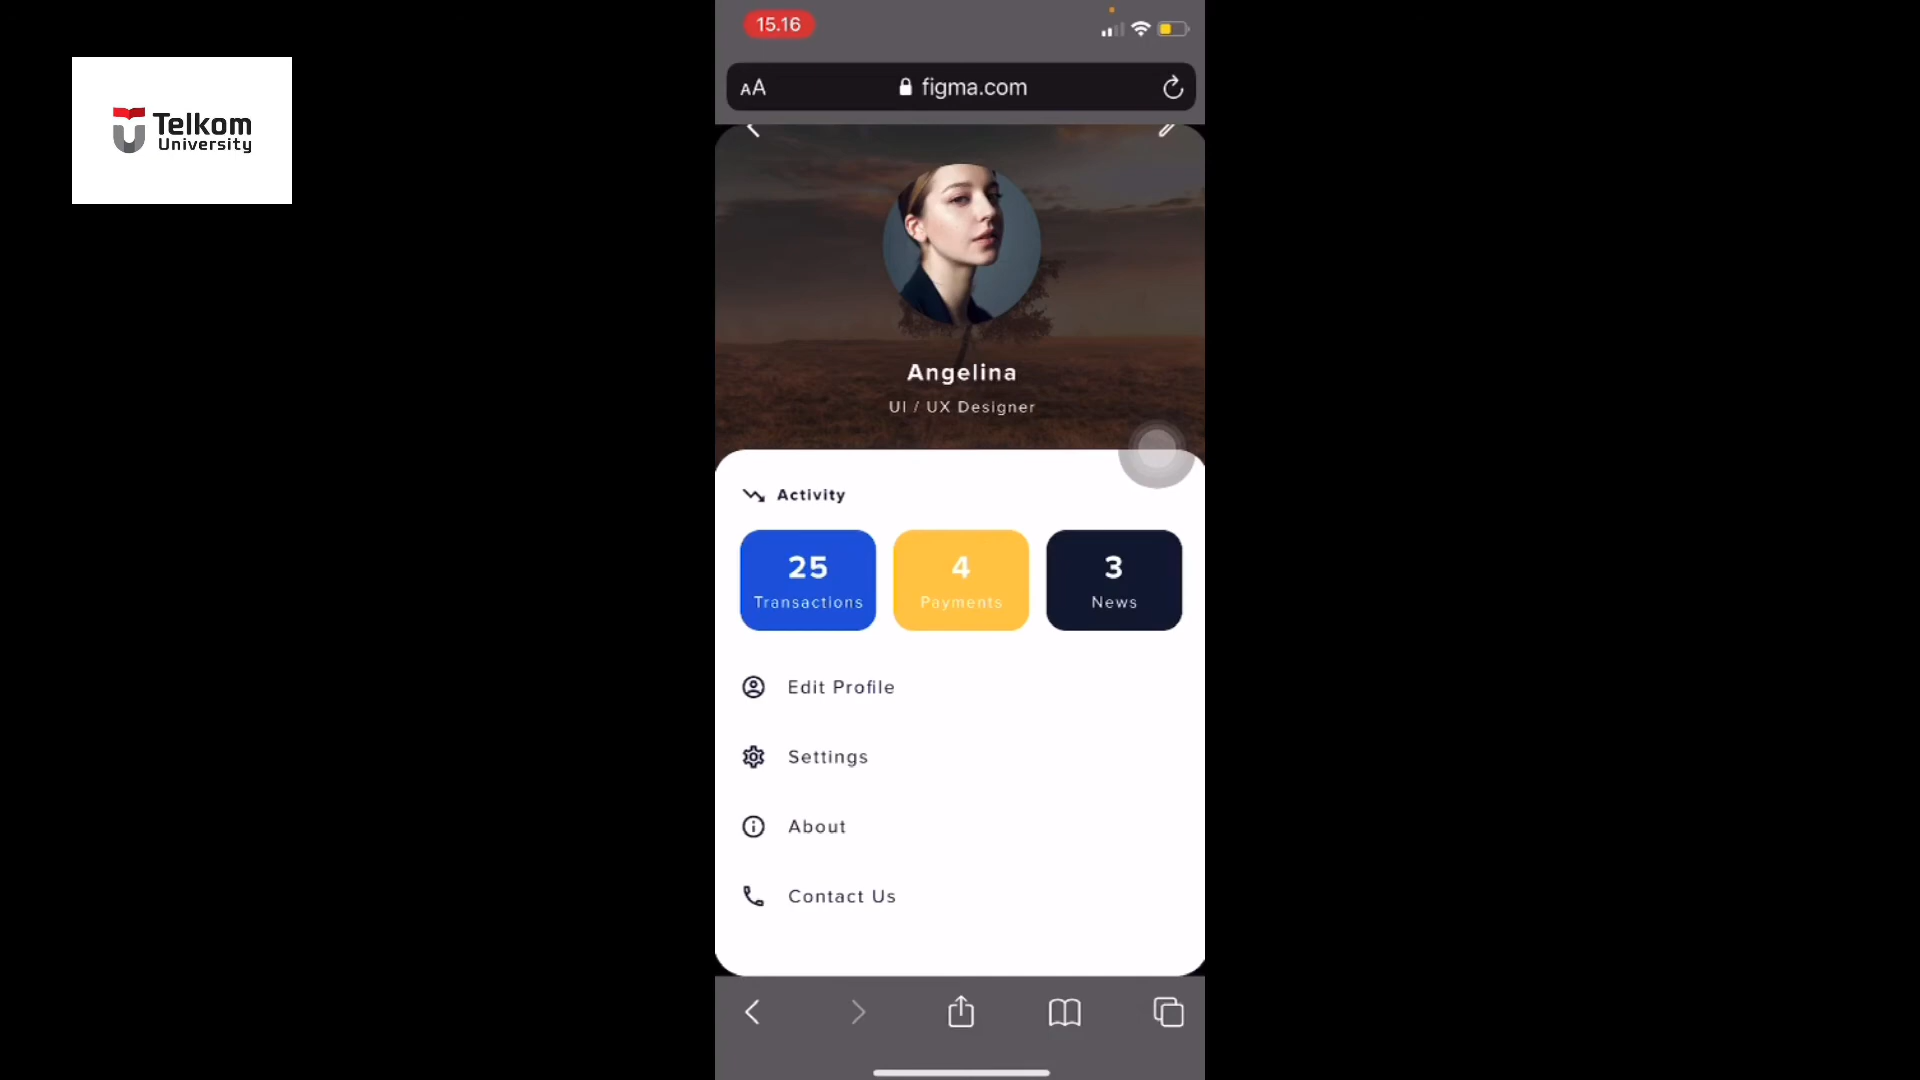 Telkom
University
15.16
AA
figma.com
Angelina
UI / UX Designer
Activity
25
Transactions
4
Payments
3
News
Edit Profile
Settings
About
Contact Us